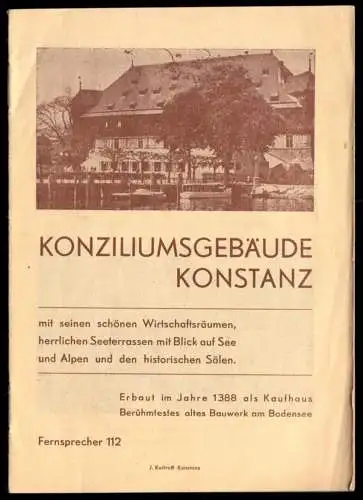 KONZILIUMSGEBÄUDE
KONSTANZ
mit seinen schönen Wirtschaftsräumen,
herrlichen Seeterrassen mit Blick auf See
und Alpen und den historischen Sälen.
Erbaut im Jahre 1388 als Kaufhaus
Berühmtestes altes Bauwerk am Bodensee
Fernsprecher 112
J. Konstanz